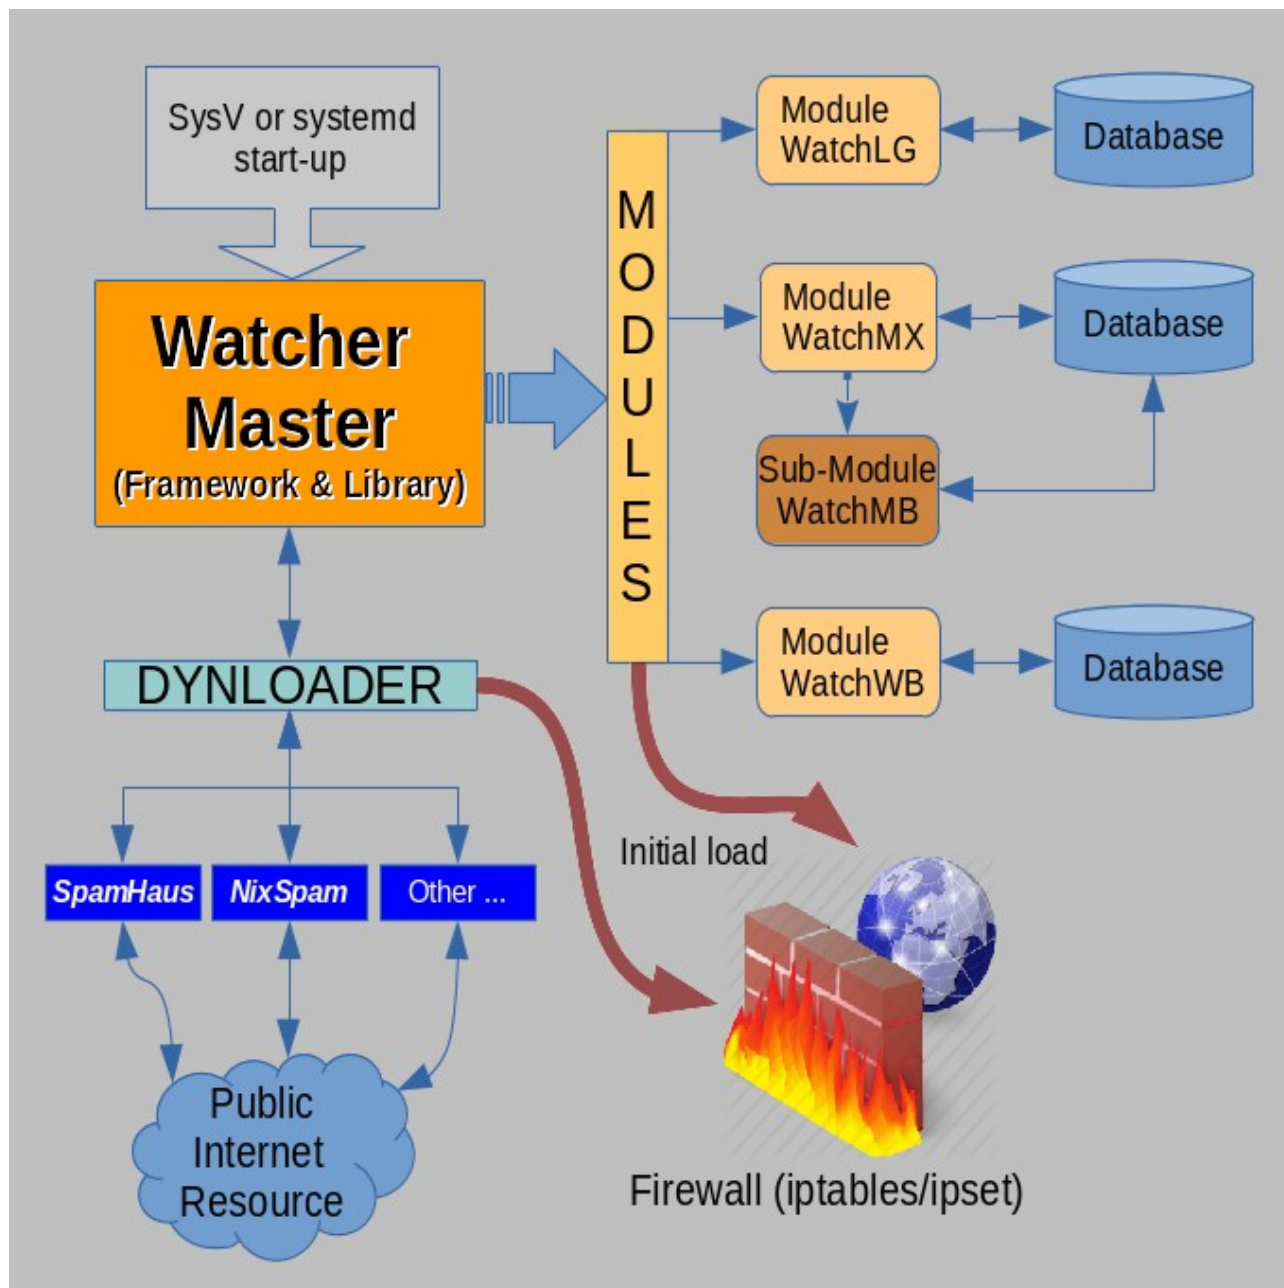 SysV or systemd
start-up
Watcher
Master
(Framework & Library)
M
O
D
U
L
E
S
Module
WatchLG
Database
Module
WatchMX
Database
Sub-Module
WatchMB
Module
WatchWB
Database
DYNLOADER
SpamHaus
NixSpam
Other ...
Public
Internet
Resource
Initial load
Firewall (iptables/ipset)